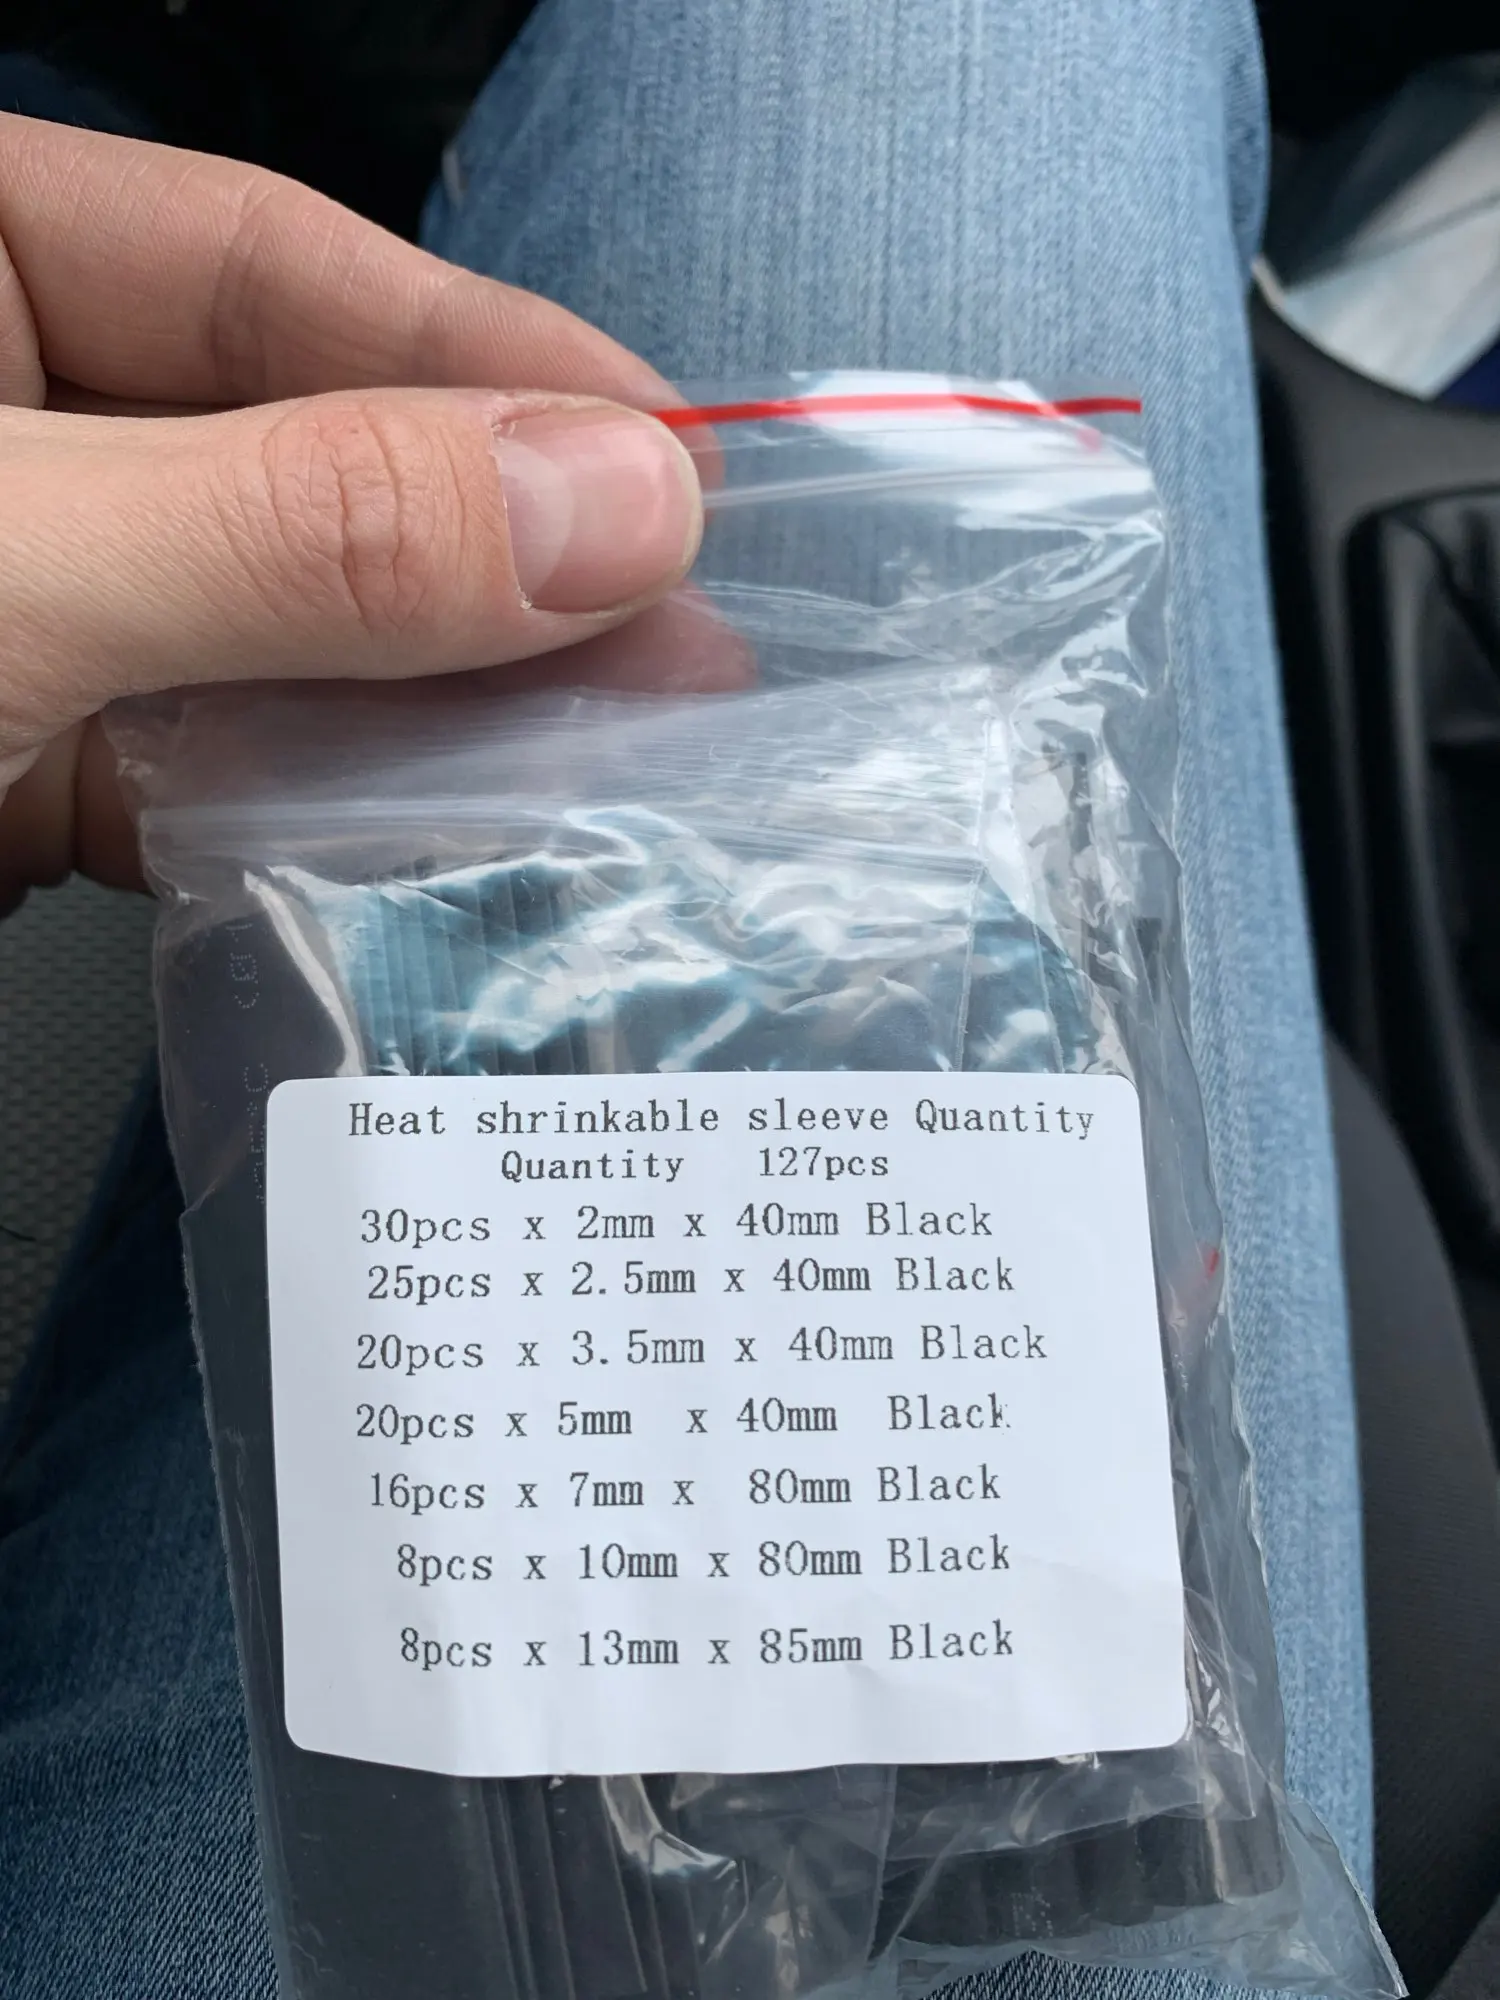 Heat shrinkable sleeve Quantity
Quantity 127pcs
30pcs x 2mm x 40mm Black
25pcs x 2.5mm x 40mm Black
20pcs x 3.5mm x 40mm Black
20pcs x 5mm x 40mm Black
16pcs x 7mm x 80mm Black
8pcs x 10mm x 80mm Black
8pcs x 13mm x 85mm Black